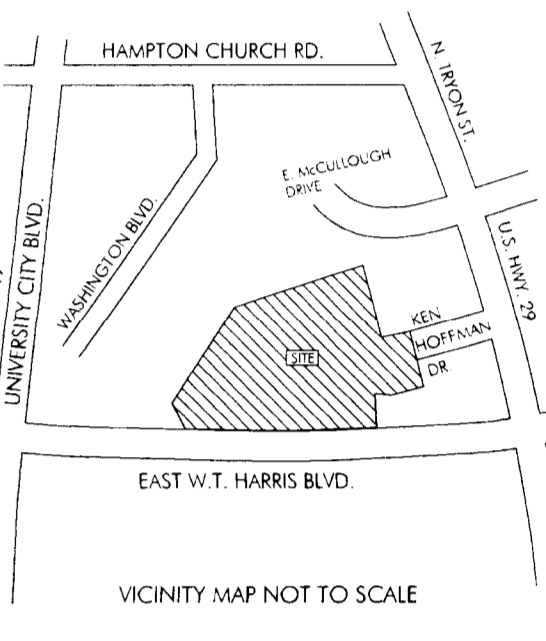 HAMPTON CHURCH RD.
N. TRYON ST.
E. McCULLOUGH
DRIVE
WASHINGTON BLVD.
UNIVERSITY CITY BLVD.
U.S. HWY. 29
KEN
HOFFMAN
DR.
SITE
EAST W.T. HARRIS BLVD.
VICINITY MAP NOT TO SCALE